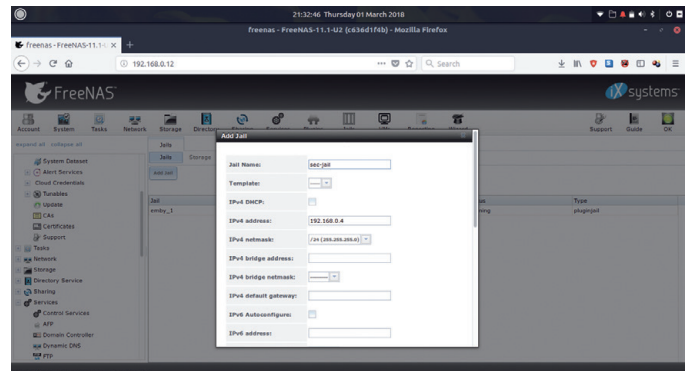 21:32:46 Thursday 01 March 2018
freenas - FreeNAS-11.1-U2 (c636d1f4b) - Mozilla Firefox
freenas - FreeNAS-11.1-U
192.168.0.12
Search
FreeNAS
iX systems
Account System Tasks Network Storage Directory
Support Guide OK
expand all collapse all
Jails
Jails Storage
Add Jail
System Dataset
Alert Services
Cloud Credentials
Tunables
Update
CAs
Certificates
Support
Tasks
Network
Storage
Directory Service
Sharing
Services
Control Services
AFP
Domain Controller
Dynamic DNS
FTP
Jail
Type
emby_1
pluginjail
Add Jail
Jail Name: sec-jail
Template: -----
IPv4 DHCP:
IPv4 address: 192.168.0.4
IPv4 netmask: /24 (255.255.255.0)
IPv4 bridge address:
IPv4 bridge netmask:
IPv4 default gateway:
IPv6 Autoconfigure:
IPv6 address: